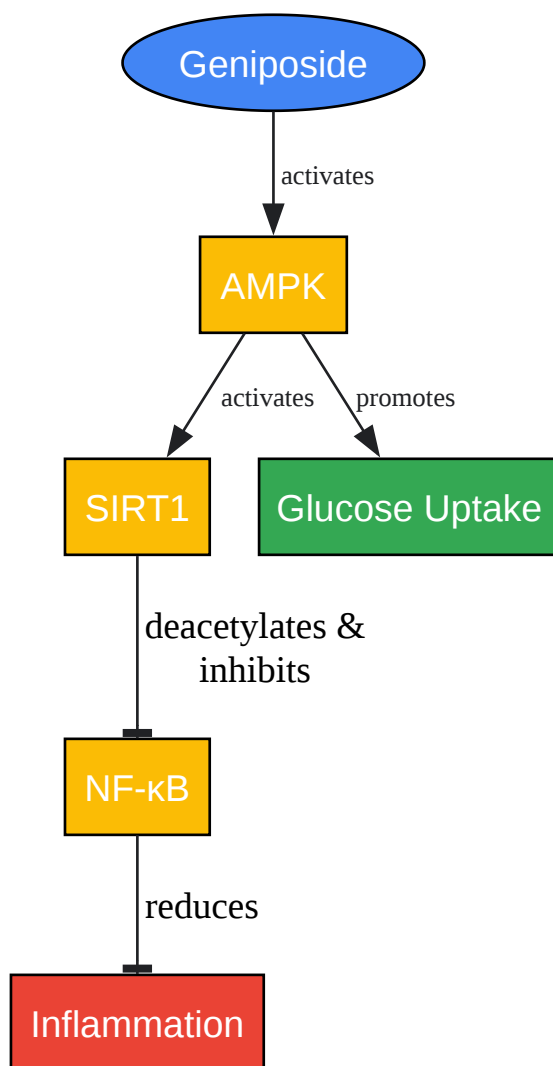 Geniposide
activates
AMPK
activates
promotes
SIRT1
Glucose Uptake
deacetylates &
inhibits
NF-κB
reduces
Inflammation